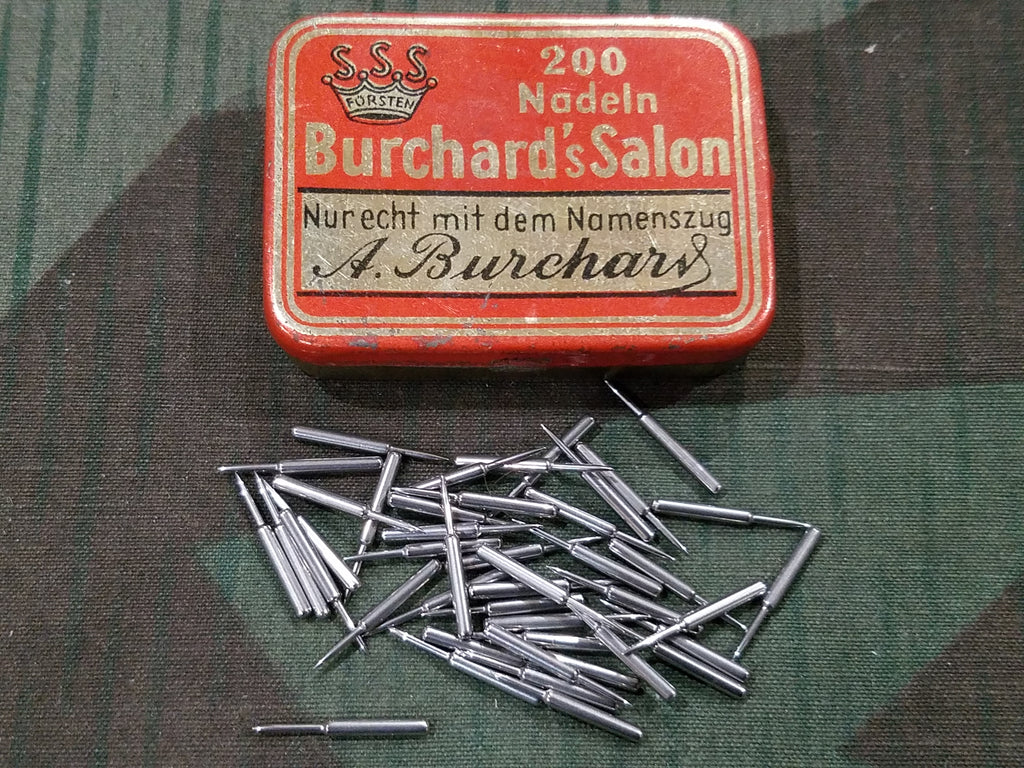 S.S.S
FÜRSTEN
200
Nadeln
Burchard's Salon
Nur echt mit dem Namenszug
A. Burchard